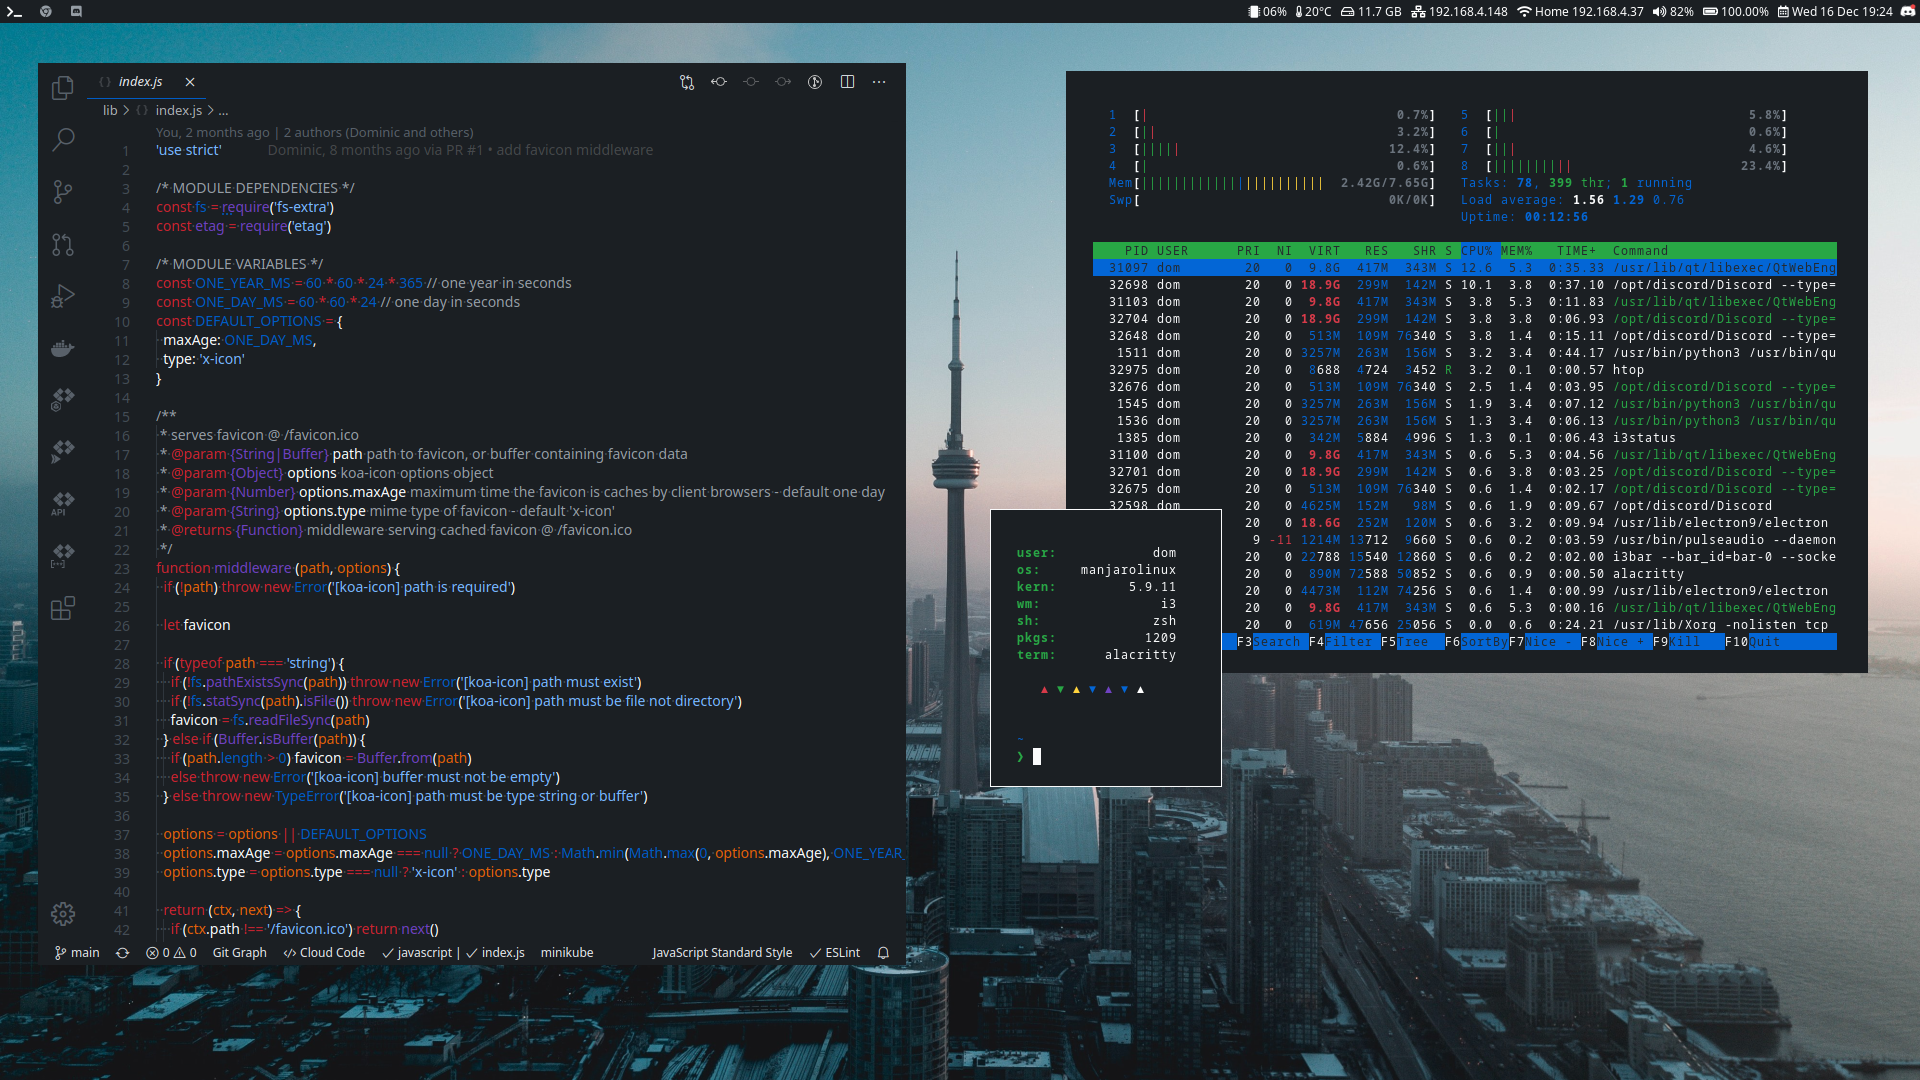 06% 20°C 11.7 GB 192.168.4.148 Home 192.168.4.37 82% 100.00% Wed 16 Dec 19:24
{} index.js
lib > {} index.js > ...
You, 2 months ago | 2 authors (Dominic and others)
1 'use strict' Dominic, 8 months ago via PR #1 • add favicon middleware
2
3 /* MODULE DEPENDENCIES */
4 const fs = require('fs-extra')
5 const etag = require('etag')
6
7 /* MODULE VARIABLES */
8 const ONE_YEAR_MS = 60 * 60 * 24 * 365 // one year in seconds
9 const ONE_DAY_MS = 60 * 60 * 24 // one day in seconds
10 const DEFAULT_OPTIONS = {
11 maxAge: ONE_DAY_MS,
12 type: 'x-icon'
13 }
14
15 /**
16 * serves favicon @ /favicon.ico
17 * @param {String|Buffer} path path to favicon, or buffer containing favicon data
18 * @param {Object} options koa-icon options object
19 * @param {Number} options.maxAge maximum time the favicon is caches by client browsers - default one day
20 * @param {String} options.type mime type of favicon - default 'x-icon'
21 * @returns {Function} middleware serving cached favicon @ /favicon.ico
22 */
23 function middleware (path, options) {
24 if (!path) throw new Error('[koa-icon] path is required')
25
26 let favicon
27
28 if (typeof path === 'string') {
29 if (!fs.pathExistsSync(path)) throw new Error('[koa-icon] path must exist')
30 if (!fs.statSync(path).isFile()) throw new Error('[koa-icon] path must be file not directory')
31 favicon = fs.readFileSync(path)
32 } else if (Buffer.isBuffer(path)) {
33 if (path.length > 0) favicon = Buffer.from(path)
34 else throw new Error('[koa-icon] buffer must not be empty')
35 } else throw new TypeError('[koa-icon] path must be type string or buffer')
36
37 options = options || DEFAULT_OPTIONS
38 options.maxAge = options.maxAge === null ? ONE_DAY_MS : Math.min(Math.max(0, options.maxAge), ONE_YEAR_
39 options.type = options.type === null ? 'x-icon' : options.type
40
41 return (ctx, next) => {
42 if (ctx.path !== '/favicon.ico') return next()
API
main 0 0 Git Graph Cloud Code javascript | index.js minikube JavaScript Standard Style ESLint
1 [| 0.7%] 5 [||| 5.8%]
2 [|| 3.2%] 6 [| 0.6%]
3 [||||| 12.4%] 7 [||| 4.6%]
4 [| 0.6%] 8 [|||||||||| 23.4%]
Mem[||||||||||||||||||||||| 2.42G/7.65G] Tasks: 78, 399 thr; 1 running
Swp[ 0K/0K] Load average: 1.56 1.29 0.76
Uptime: 00:12:56
PID USER PRI NI VIRT RES SHR S CPU% MEM% TIME+ Command
31097 dom 20 0 9.8G 417M 343M S 12.6 5.3 0:35.33 /usr/lib/qt/libexec/QtWebEng
32698 dom 20 0 18.9G 299M 142M S 10.1 3.8 0:37.10 /opt/discord/Discord --type=
31103 dom 20 0 9.8G 417M 343M S 3.8 5.3 0:11.83 /usr/lib/qt/libexec/QtWebEng
32704 dom 20 0 18.9G 299M 142M S 3.8 3.8 0:06.93 /opt/discord/Discord --type=
32648 dom 20 0 513M 109M 76340 S 3.8 1.4 0:15.11 /opt/discord/Discord --type=
1511 dom 20 0 3257M 263M 156M S 3.2 3.4 0:44.17 /usr/bin/python3 /usr/bin/qu
32975 dom 20 0 8688 4724 3452 R 3.2 0.1 0:00.57 htop
32676 dom 20 0 513M 109M 76340 S 2.5 1.4 0:03.95 /opt/discord/Discord --type=
1545 dom 20 0 3257M 263M 156M S 1.9 3.4 0:07.12 /usr/bin/python3 /usr/bin/qu
1536 dom 20 0 3257M 263M 156M S 1.3 3.4 0:06.13 /usr/bin/python3 /usr/bin/qu
1385 dom 20 0 342M 5884 4996 S 1.3 0.1 0:06.43 i3status
31100 dom 20 0 9.8G 417M 343M S 0.6 5.3 0:04.56 /usr/lib/qt/libexec/QtWebEng
32701 dom 20 0 18.9G 299M 142M S 0.6 3.8 0:03.25 /opt/discord/Discord --type=
32675 dom 20 0 513M 109M 76340 S 0.6 1.4 0:02.17 /opt/discord/Discord --type=
32598 dom 20 0 4625M 152M 98M S 0.6 1.9 0:09.67 /opt/discord/Discord
20 0 18.6G 252M 120M S 0.6 3.2 0:09.94 /usr/lib/electron9/electron
9 -11 1214M 13712 9660 S 0.6 0.2 0:03.59 /usr/bin/pulseaudio --daemon
20 0 22788 15540 12860 S 0.6 0.2 0:02.00 i3bar --bar_id=bar-0 --socke
20 0 890M 72588 50852 S 0.6 0.9 0:00.50 alacritty
20 0 4473M 112M 74256 S 0.6 1.4 0:00.99 /usr/lib/electron9/electron
20 0 9.8G 417M 343M S 0.6 5.3 0:00.16 /usr/lib/qt/libexec/QtWebEng
20 0 619M 47656 25056 S 0.0 0.6 0:24.21 /usr/lib/Xorg -nolisten tcp
F3Search F4Filter F5Tree F6SortByF7Nice - F8Nice + F9Kill F10Quit
user: dom
os: manjarolinux
kern: 5.9.11
wm: i3
sh: zsh
pkgs: 1209
term: alacritty
~
❯